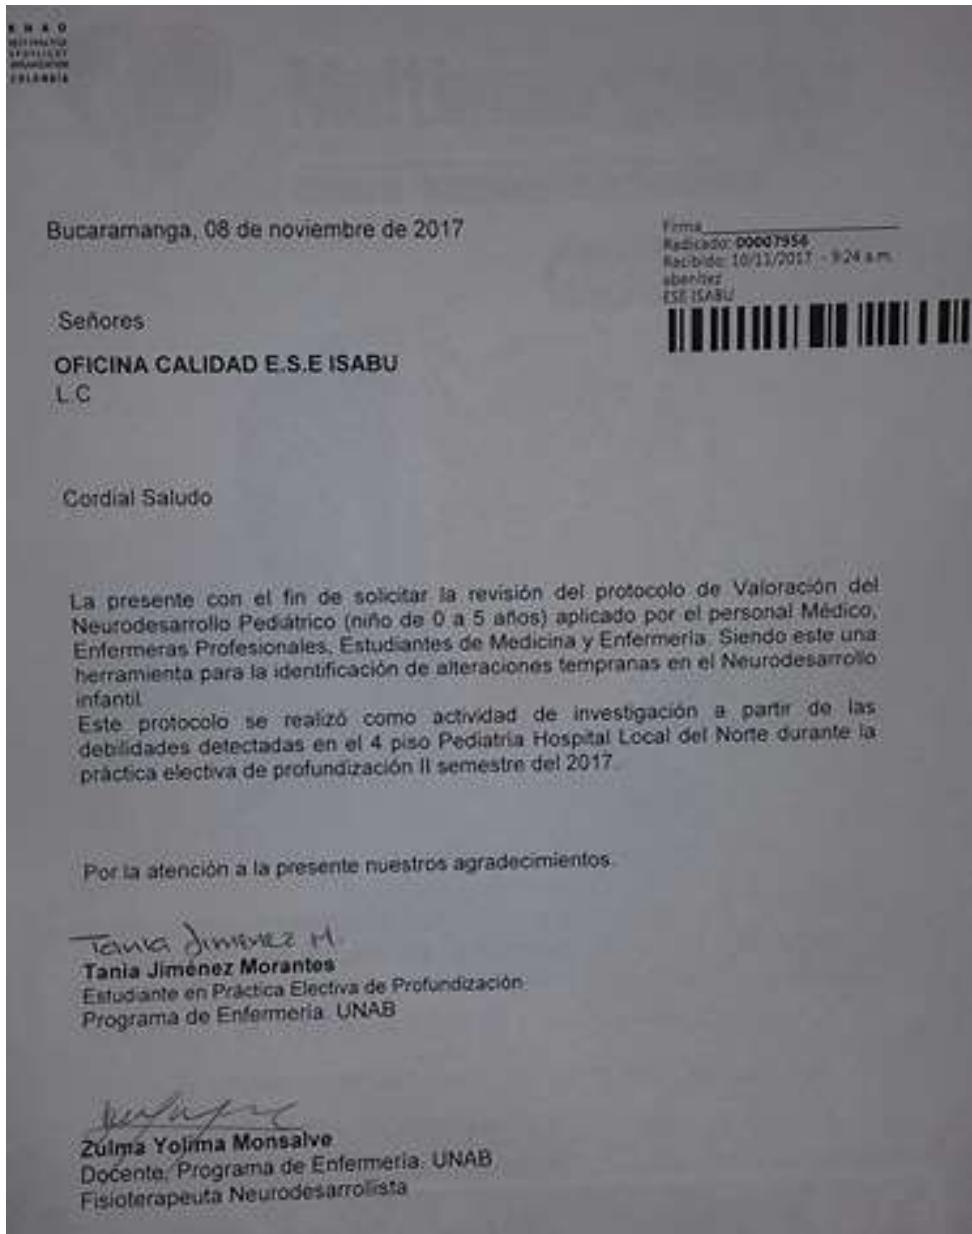 COLOMBIA
Bucaramanga, 08 de noviembre de 2017
Firma
Radicado: 00007956
Recibido: 10/11/2017 - 9:24 a.m.
abenitez
ESE ISABU
Señores
OFICINA CALIDAD E.S.E ISABU
L.C
Cordial Saludo
La presente con el fin de solicitar la revisión del protocolo de Valoración del
Neurodesarrollo Pediátrico (niño de 0 a 5 años) aplicado por el personal Médico,
Enfermeras Profesionales, Estudiantes de Medicina y Enfermería. Siendo este una
herramienta para la identificación de alteraciones tempranas en el Neurodesarrollo
infantil.
Este protocolo se realizó como actividad de investigación a partir de las
debilidades detectadas en el 4 piso Pediatría Hospital Local del Norte durante la
práctica electiva de profundización II semestre del 2017.
Por la atención a la presente nuestros agradecimientos.
Tania Jiménez M.
Tania Jiménez Morantes
Estudiante en Práctica Electiva de Profundización
Programa de Enfermería. UNAB
Zulma Yolima Monsalve
Docente, Programa de Enfermería. UNAB
Fisioterapeuta Neurodesarrollista